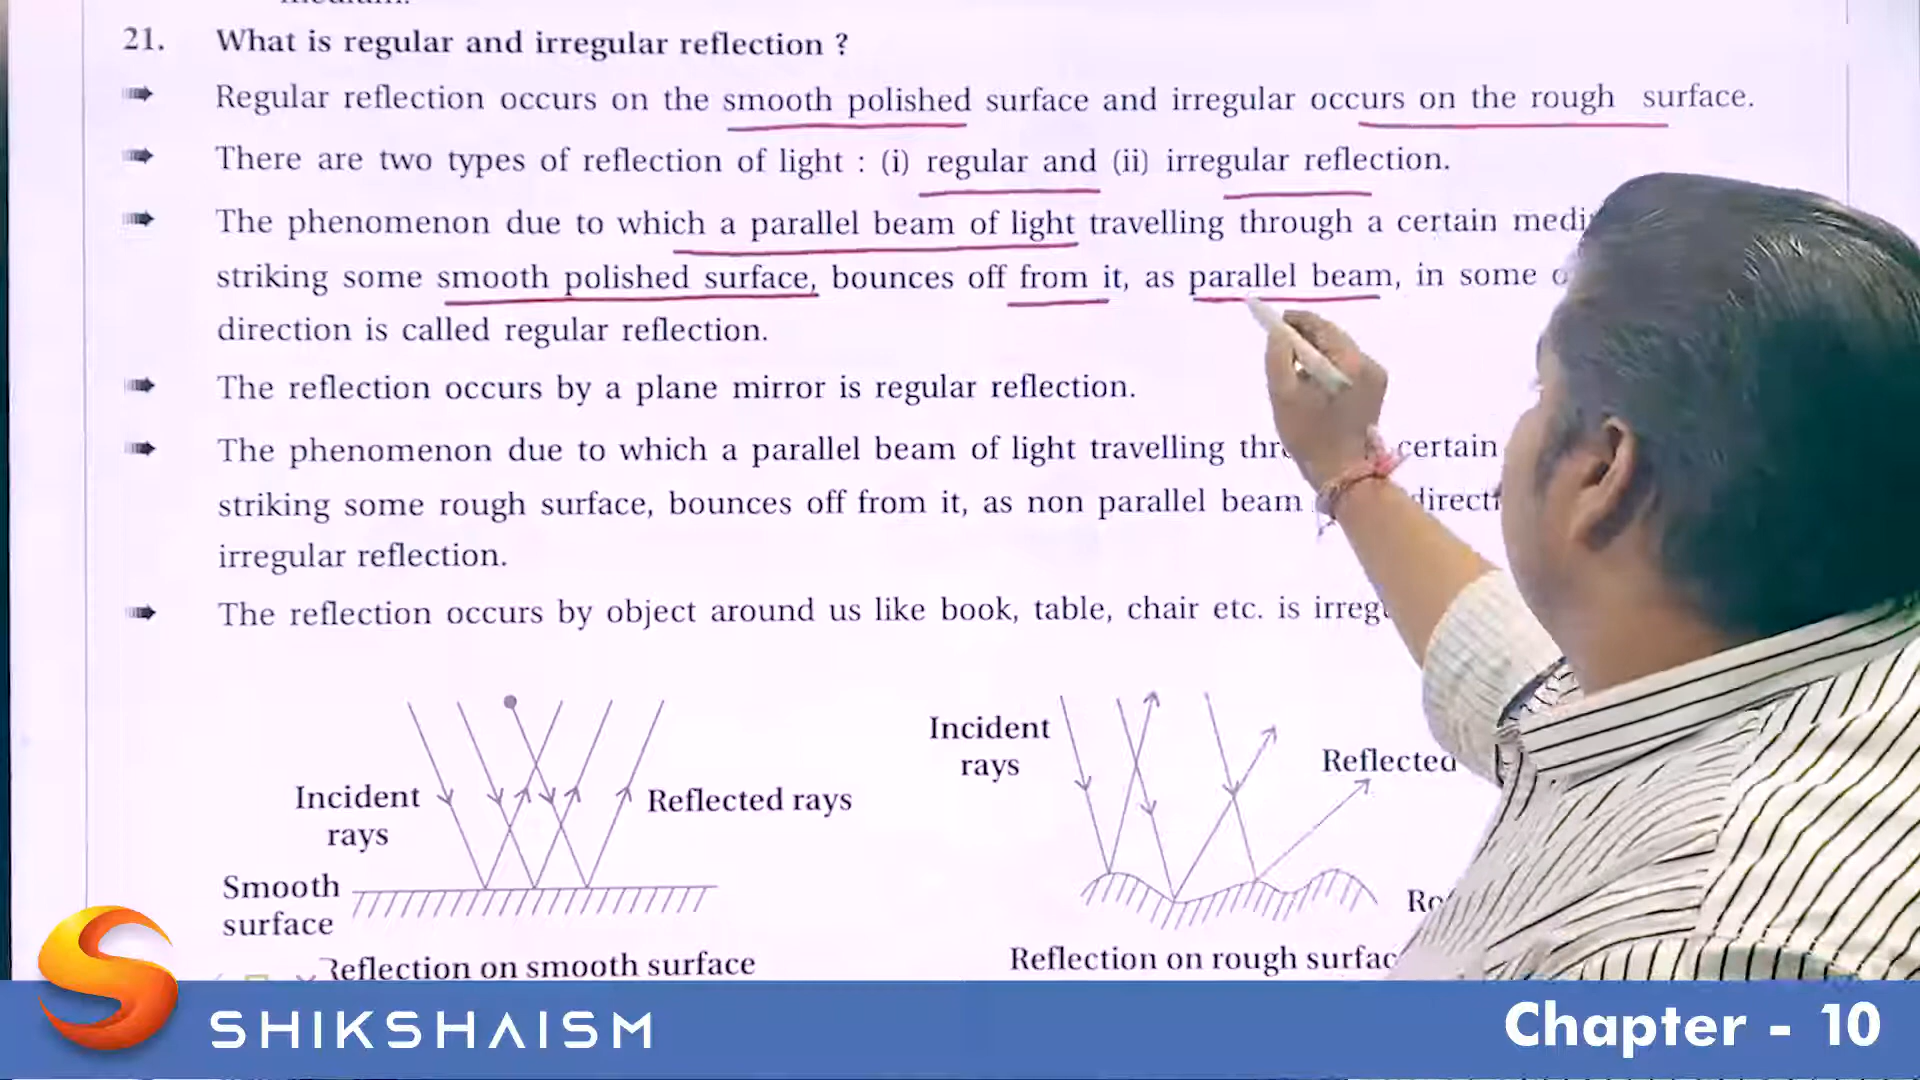 21. What is regular and irregular reflection ?
Regular reflection occurs on the smooth polished surface and irregular occurs on the rough surface.
There are two types of reflection of light : (i) regular and (ii) irregular reflection.
The phenomenon due to which a parallel beam of light travelling through a certain
striking some smooth polished surface, bounces off from it, as parallel beam, in some
direction is called regular reflection.
The reflection occurs by a plane mirror is regular reflection.
The phenomenon due to which a parallel beam of light travelling certain
striking some rough surface, bounces off from it, as non parallel beam
irregular reflection.
The reflection occurs by object around us like book, table, chair etc. is
Incident
rays
Reflected rays
Smooth
surface
Reflection on smooth surface
Incident
rays
Reflected
Reflection on rough
SHIKSHAISM
Chapter - 10